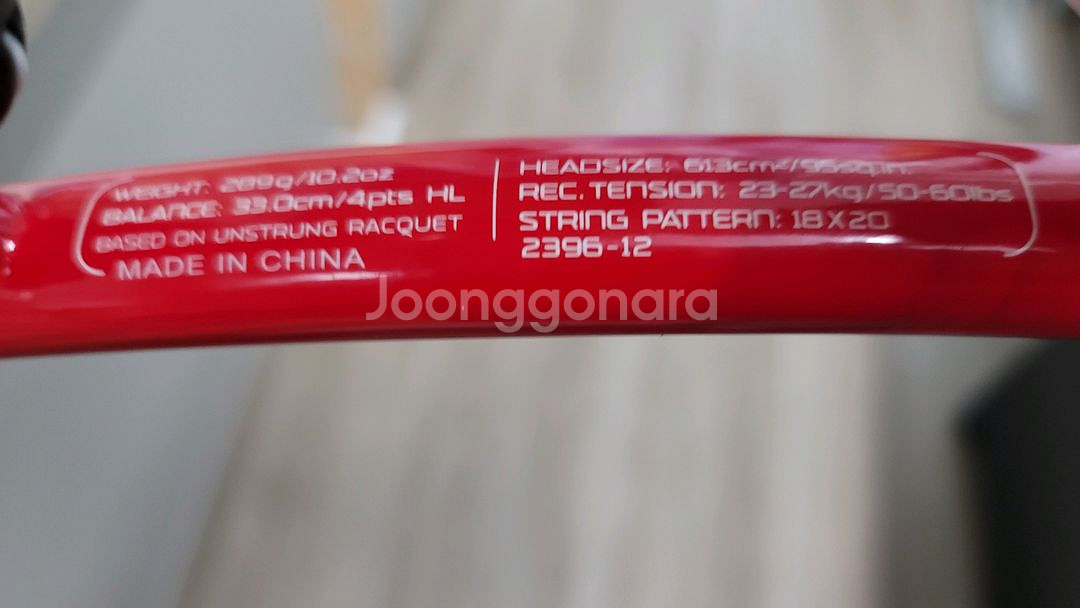 WEIGHT: 289g/10.2oz
BALANCE: 33.0cm/4pts HL
BASED ON UNSTRUNG RACQUET
MADE IN CHINA
HEADSIZE: 613cm²/95sq.in.
REC. TENSION: 23-27kg/50-60lbs
STRING PATTERN: 18X20
2396-12
Joonggonara